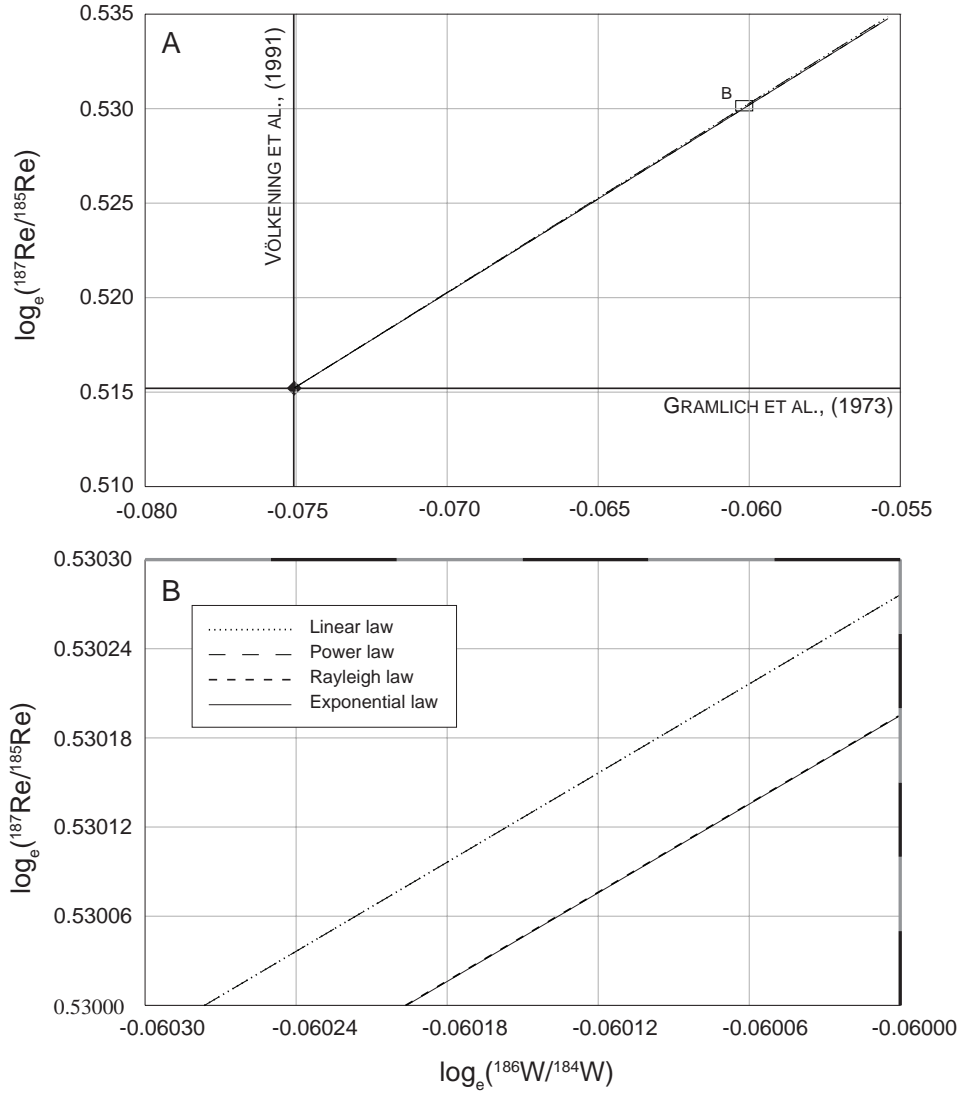 A
0.535
0.530
0.525
0.520
0.515
0.510
log_e(187Re/185Re)
VÖLKENING ET AL., (1991)
B
GRAMLICH ET AL., (1973)
-0.080 -0.075 -0.070 -0.065 -0.060 -0.055
B
0.53030
0.53024
0.53018
0.53012
0.53006
0.53000
log_e(187Re/185Re)
Linear law
Power law
Rayleigh law
Exponential law
-0.06030 -0.06024 -0.06018 -0.06012 -0.06006 -0.06000
log_e(186W/184W)